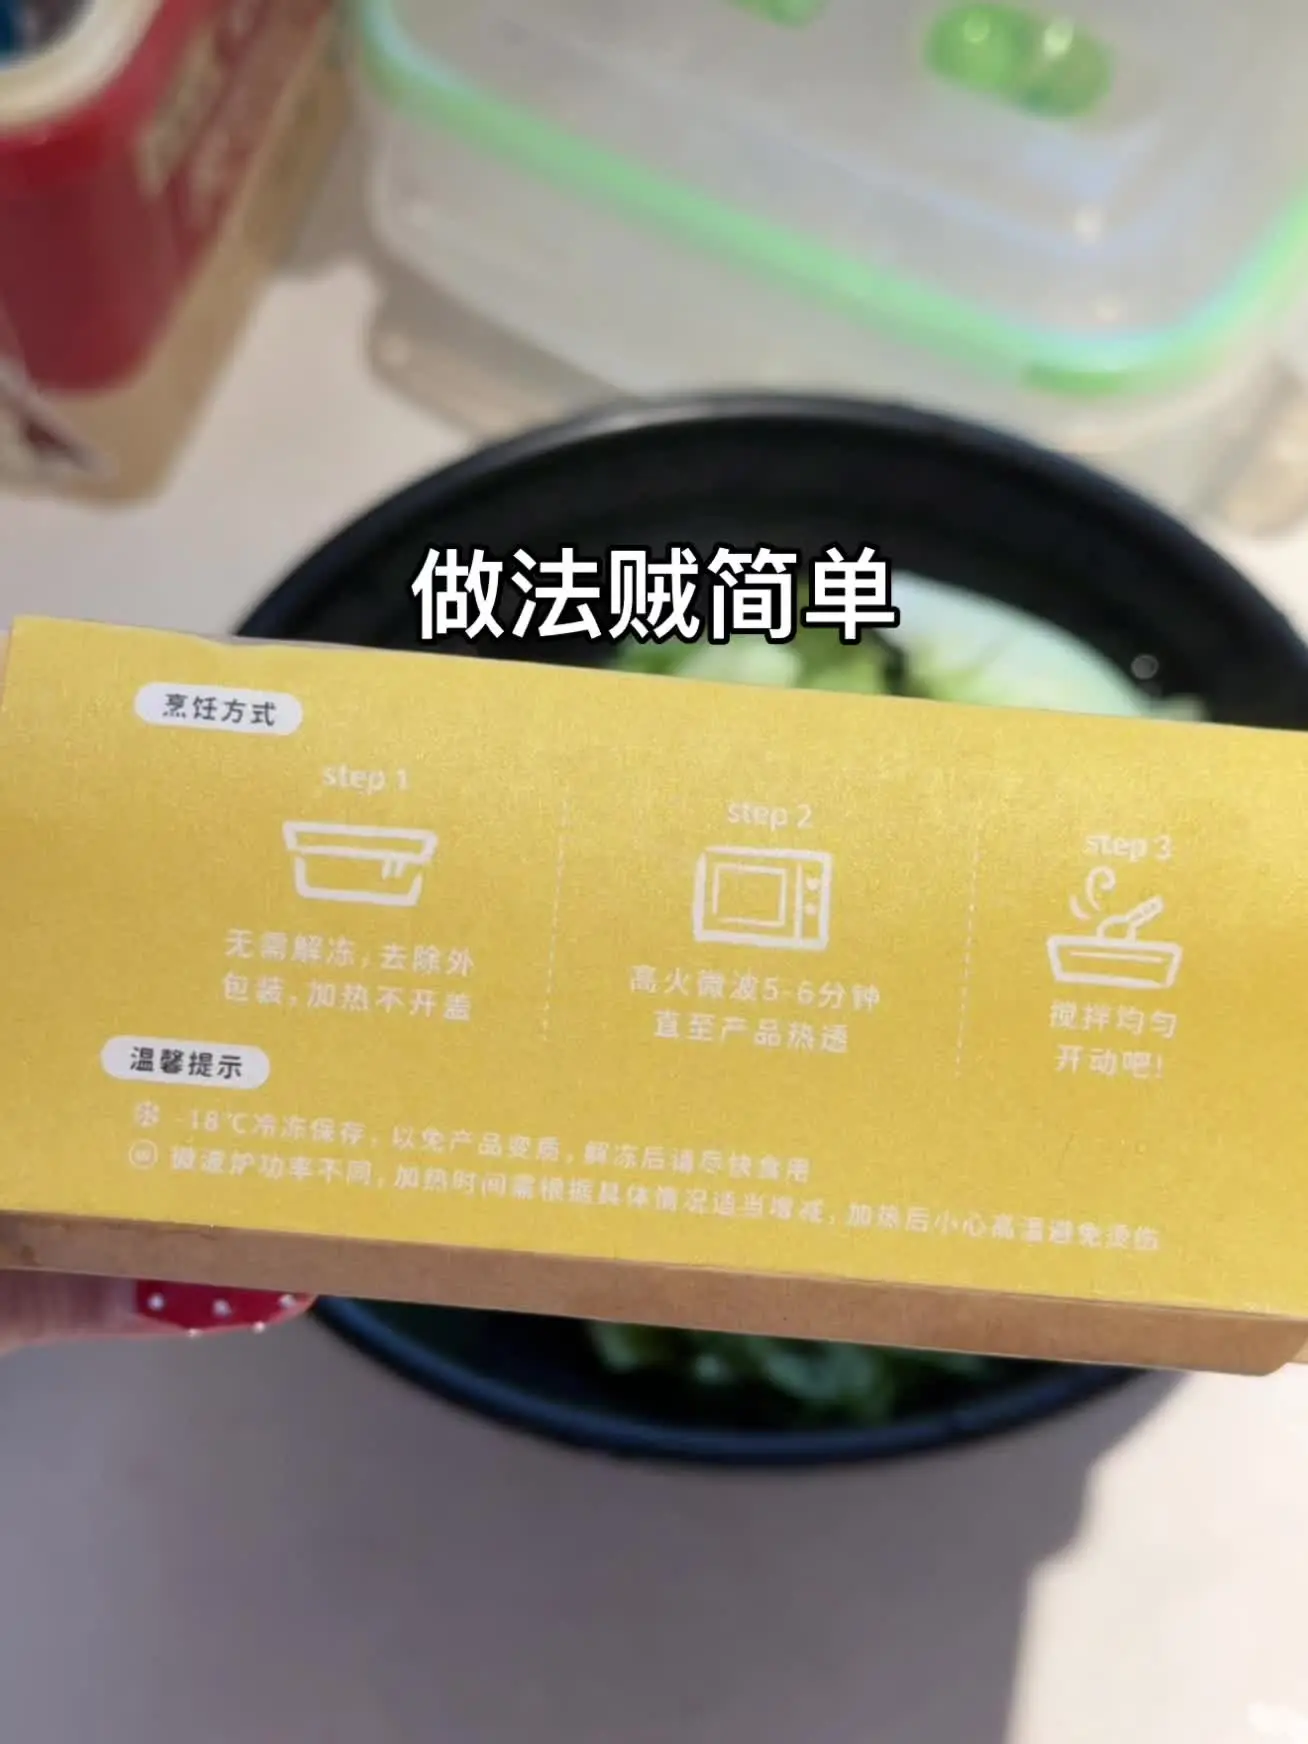 做法贼简单
烹饪方式
step 1
无需解冻，去除外
包装，加热不开盖
step 2
高火微波5-6分钟
直至产品热透
step 3
搅拌均匀
开动吧！
温馨提示
-18℃冷冻保存，以免产品变质，解冻后请尽快食用
微波炉功率不同，加热时间需根据具体情况适当增减，加热后小心高温避免烫伤